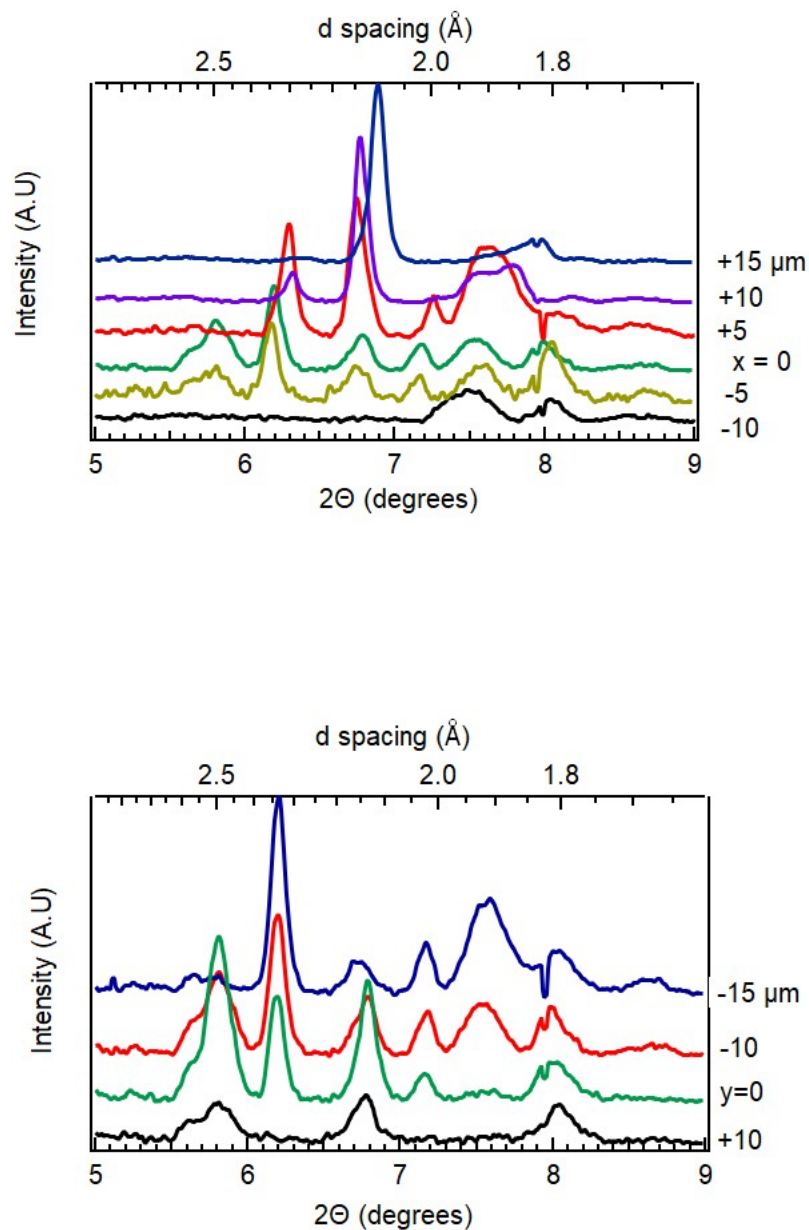 d spacing (Å)
2.5 2.0 1.8
Intensity (A.U)
+15 μm
+10
+5
x = 0
-5
-10
5 6 7 8 9
2Θ (degrees)
d spacing (Å)
2.5 2.0 1.8
Intensity (A.U)
-15 μm
-10
y=0
+10
5 6 7 8 9
2Θ (degrees)